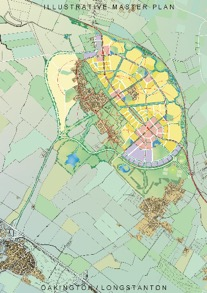 ILLUSTRATIVE MASTER PLAN
OAKINGTON / LONGSTANTON